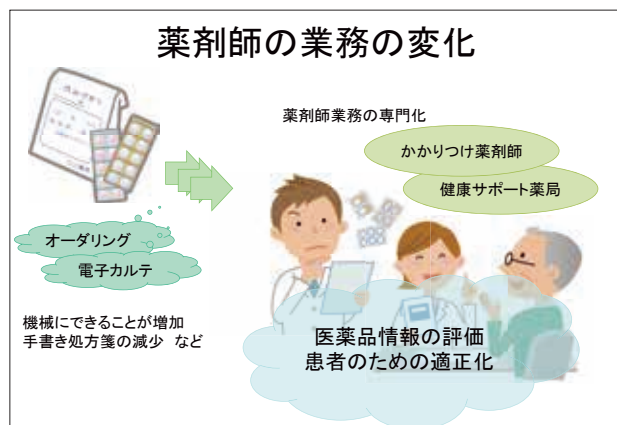 薬剤師の業務の変化
薬剤師業務の専門化
かかりつけ薬剤師
健康サポート薬局
オーダリング
電子カルテ
機械にできることが増加
手書き処方箋の減少 など
医薬品情報の評価
患者のための適正化